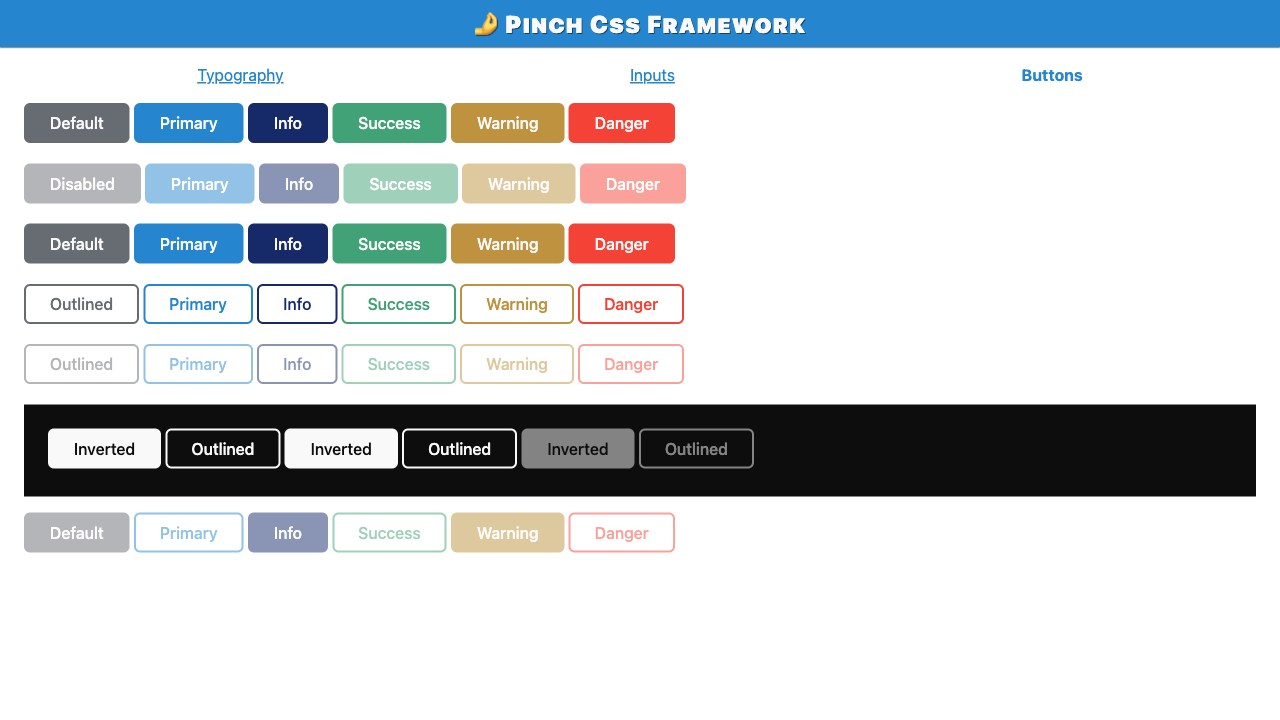 🤌 Pinch Css Framework
Typography Inputs Buttons
Default Primary Info Success Warning Danger
Disabled Primary Info Success Warning Danger
Default Primary Info Success Warning Danger
Outlined Primary Info Success Warning Danger
Outlined Primary Info Success Warning Danger
Inverted Outlined Inverted Outlined Inverted Outlined
Default Primary Info Success Warning Danger